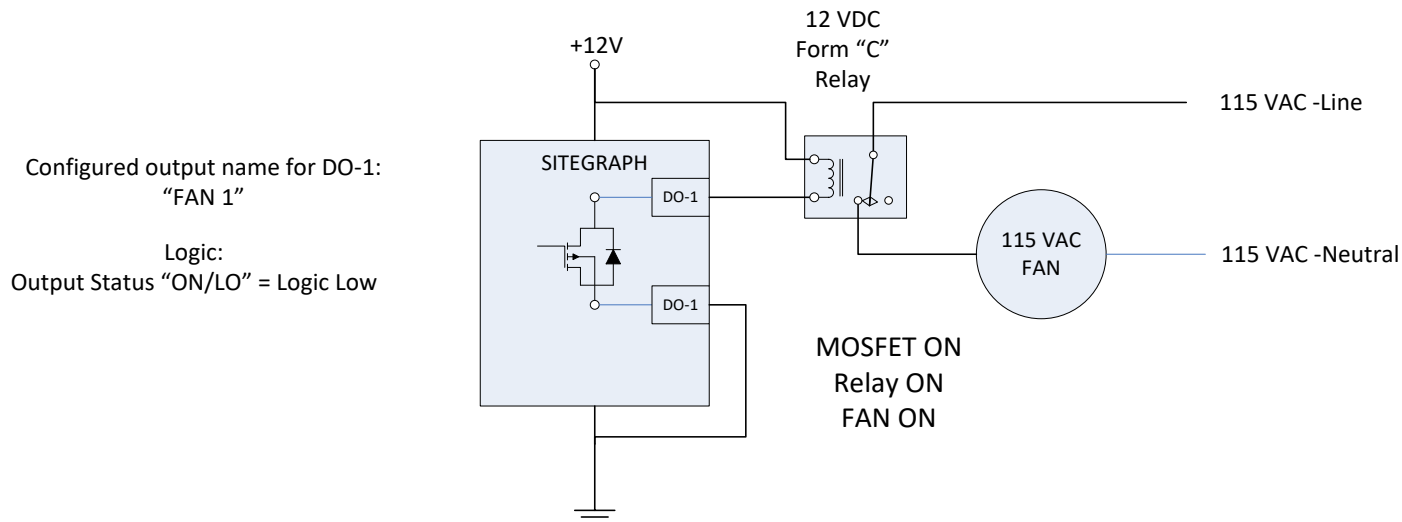 12 VDC
Form “C”
Relay
+12V
115 VAC -Line
Configured output name for DO-1:
“FAN 1”
SITEGRAPH
DO-1
Logic:
Output Status “ON/LO” = Logic Low
115 VAC
FAN
115 VAC -Neutral
DO-1
MOSFET ON
Relay ON
FAN ON